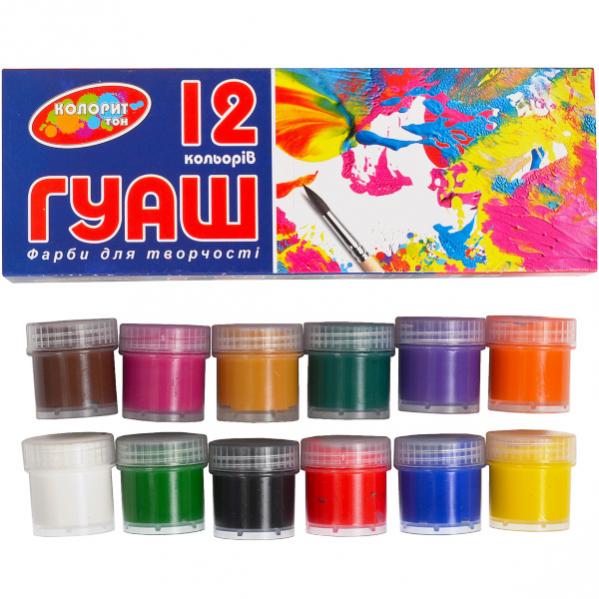 КОЛОРИТ
ТОН
12
кольорів
ГУАШ
Фарби для творчості